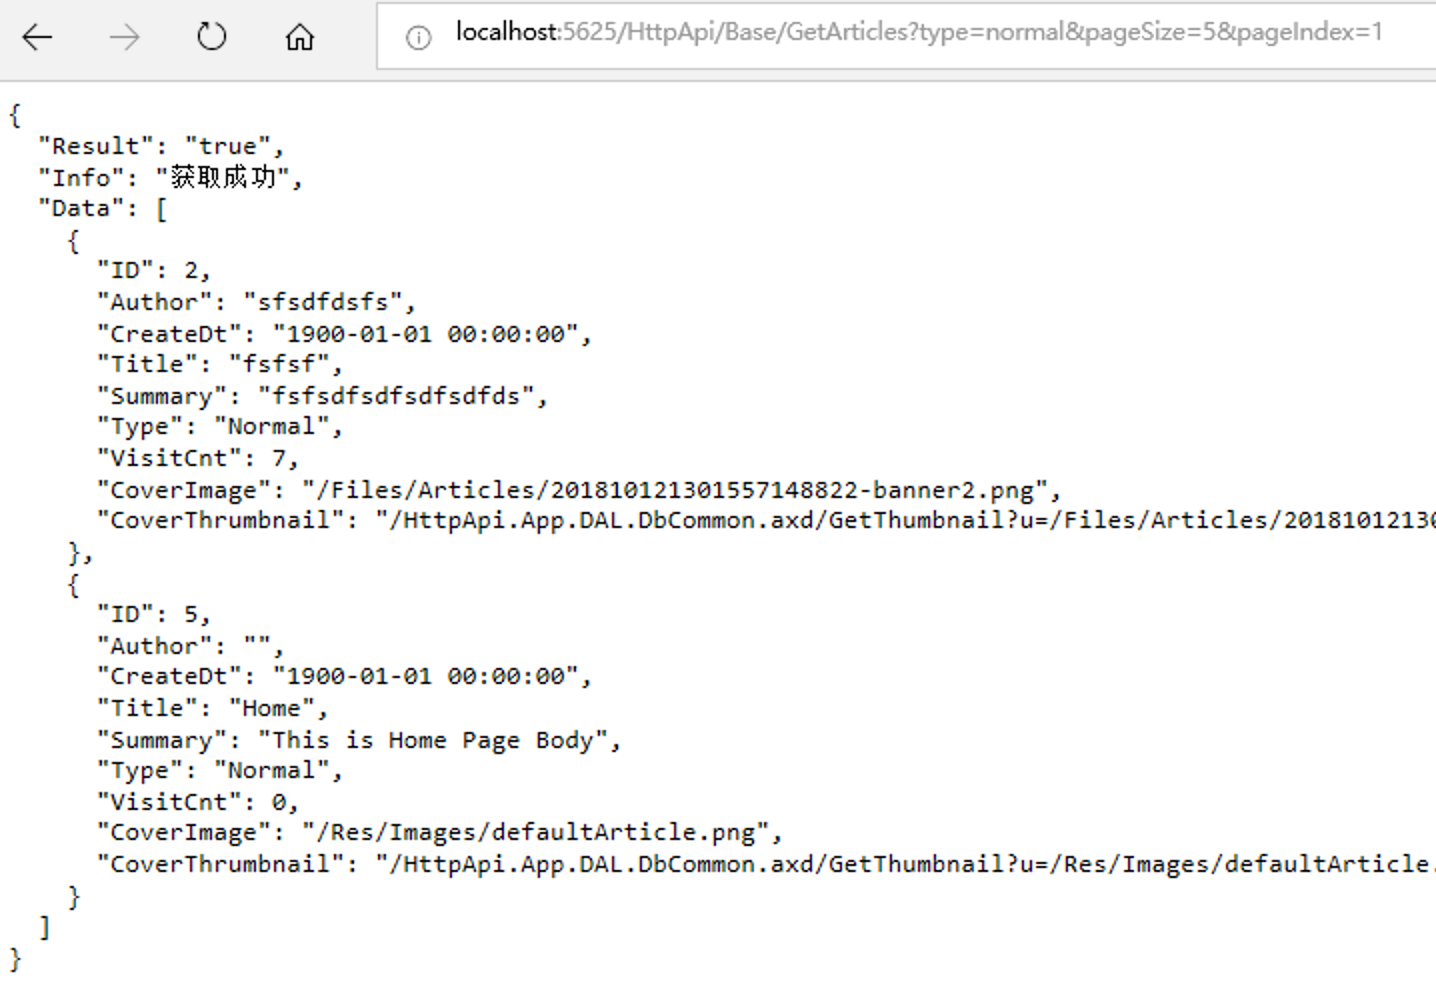 localhost:5625/HttpApi/Base/GetArticles?type=normal&pageSize=5&pageIndex=1
{
"Result": "true",
"Info": "获取成功",
"Data": [
{
"ID": 2,
"Author": "sfsdfdsfs",
"CreateDt": "1900-01-01 00:00:00",
"Title": "fsfsf",
"Summary": "fsfsdfsdfsdfsdfds",
"Type": "Normal",
"VisitCnt": 7,
"CoverImage": "/Files/Articles/201810121301557148822-banner2.png",
"CoverThrumbnail": "/HttpApi.App.DAL.DbCommon.axd/GetThumbnail?u=/Files/Articles/20181012130
},
{
"ID": 5,
"Author": "",
"CreateDt": "1900-01-01 00:00:00",
"Title": "Home",
"Summary": "This is Home Page Body",
"Type": "Normal",
"VisitCnt": 0,
"CoverImage": "/Res/Images/defaultArticle.png",
"CoverThrumbnail": "/HttpApi.App.DAL.DbCommon.axd/GetThumbnail?u=/Res/Images/defaultArticle.
}
]
}